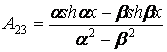 A₂₃ = (𝜶sh𝜶x − 𝜷sh𝜷x) / (𝜶² − 𝜷²)